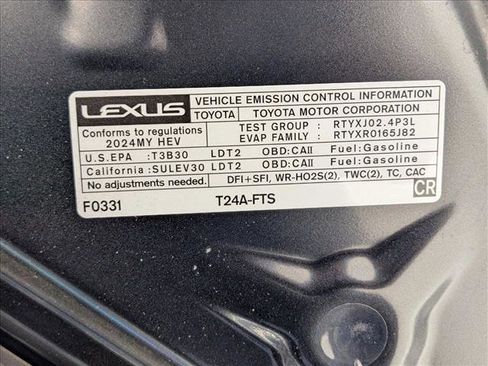 LEXUS VEHICLE EMISSION CONTROL INFORMATION
TOYOTA TOYOTA MOTOR CORPORATION
Conforms to regulations TEST GROUP : RTYXJ02.4P3L
2024MY HEV EVAP FAMILY : RTYXR0165J82
U.S.EPA : T3B30 LDT2 OBD:CAII Fuel:Gasoline
California : SULEV30 LDT2 OBD:CAII Fuel:Gasoline
No adjustments needed. DFI+SFI, WR-HO2S(2), TWC(2), TC, CAC
F0331 T24A-FTS CR